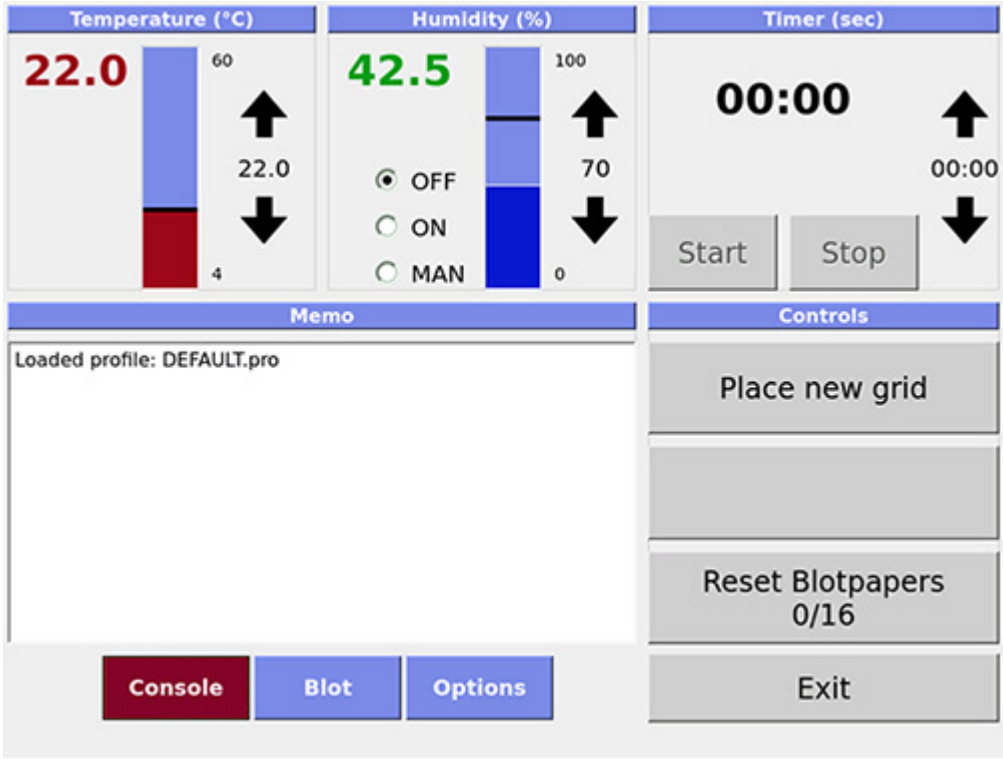 Temperature (°C)
22.0
60
22.0
4
Humidity (%)
42.5
100
70
OFF
ON
MAN
0
Timer (sec)
00:00
00:00
Start
Stop
Memo
Loaded profile: DEFAULT.pro
Controls
Place new grid
Reset Blotpapers
0/16
Exit
Console
Blot
Options